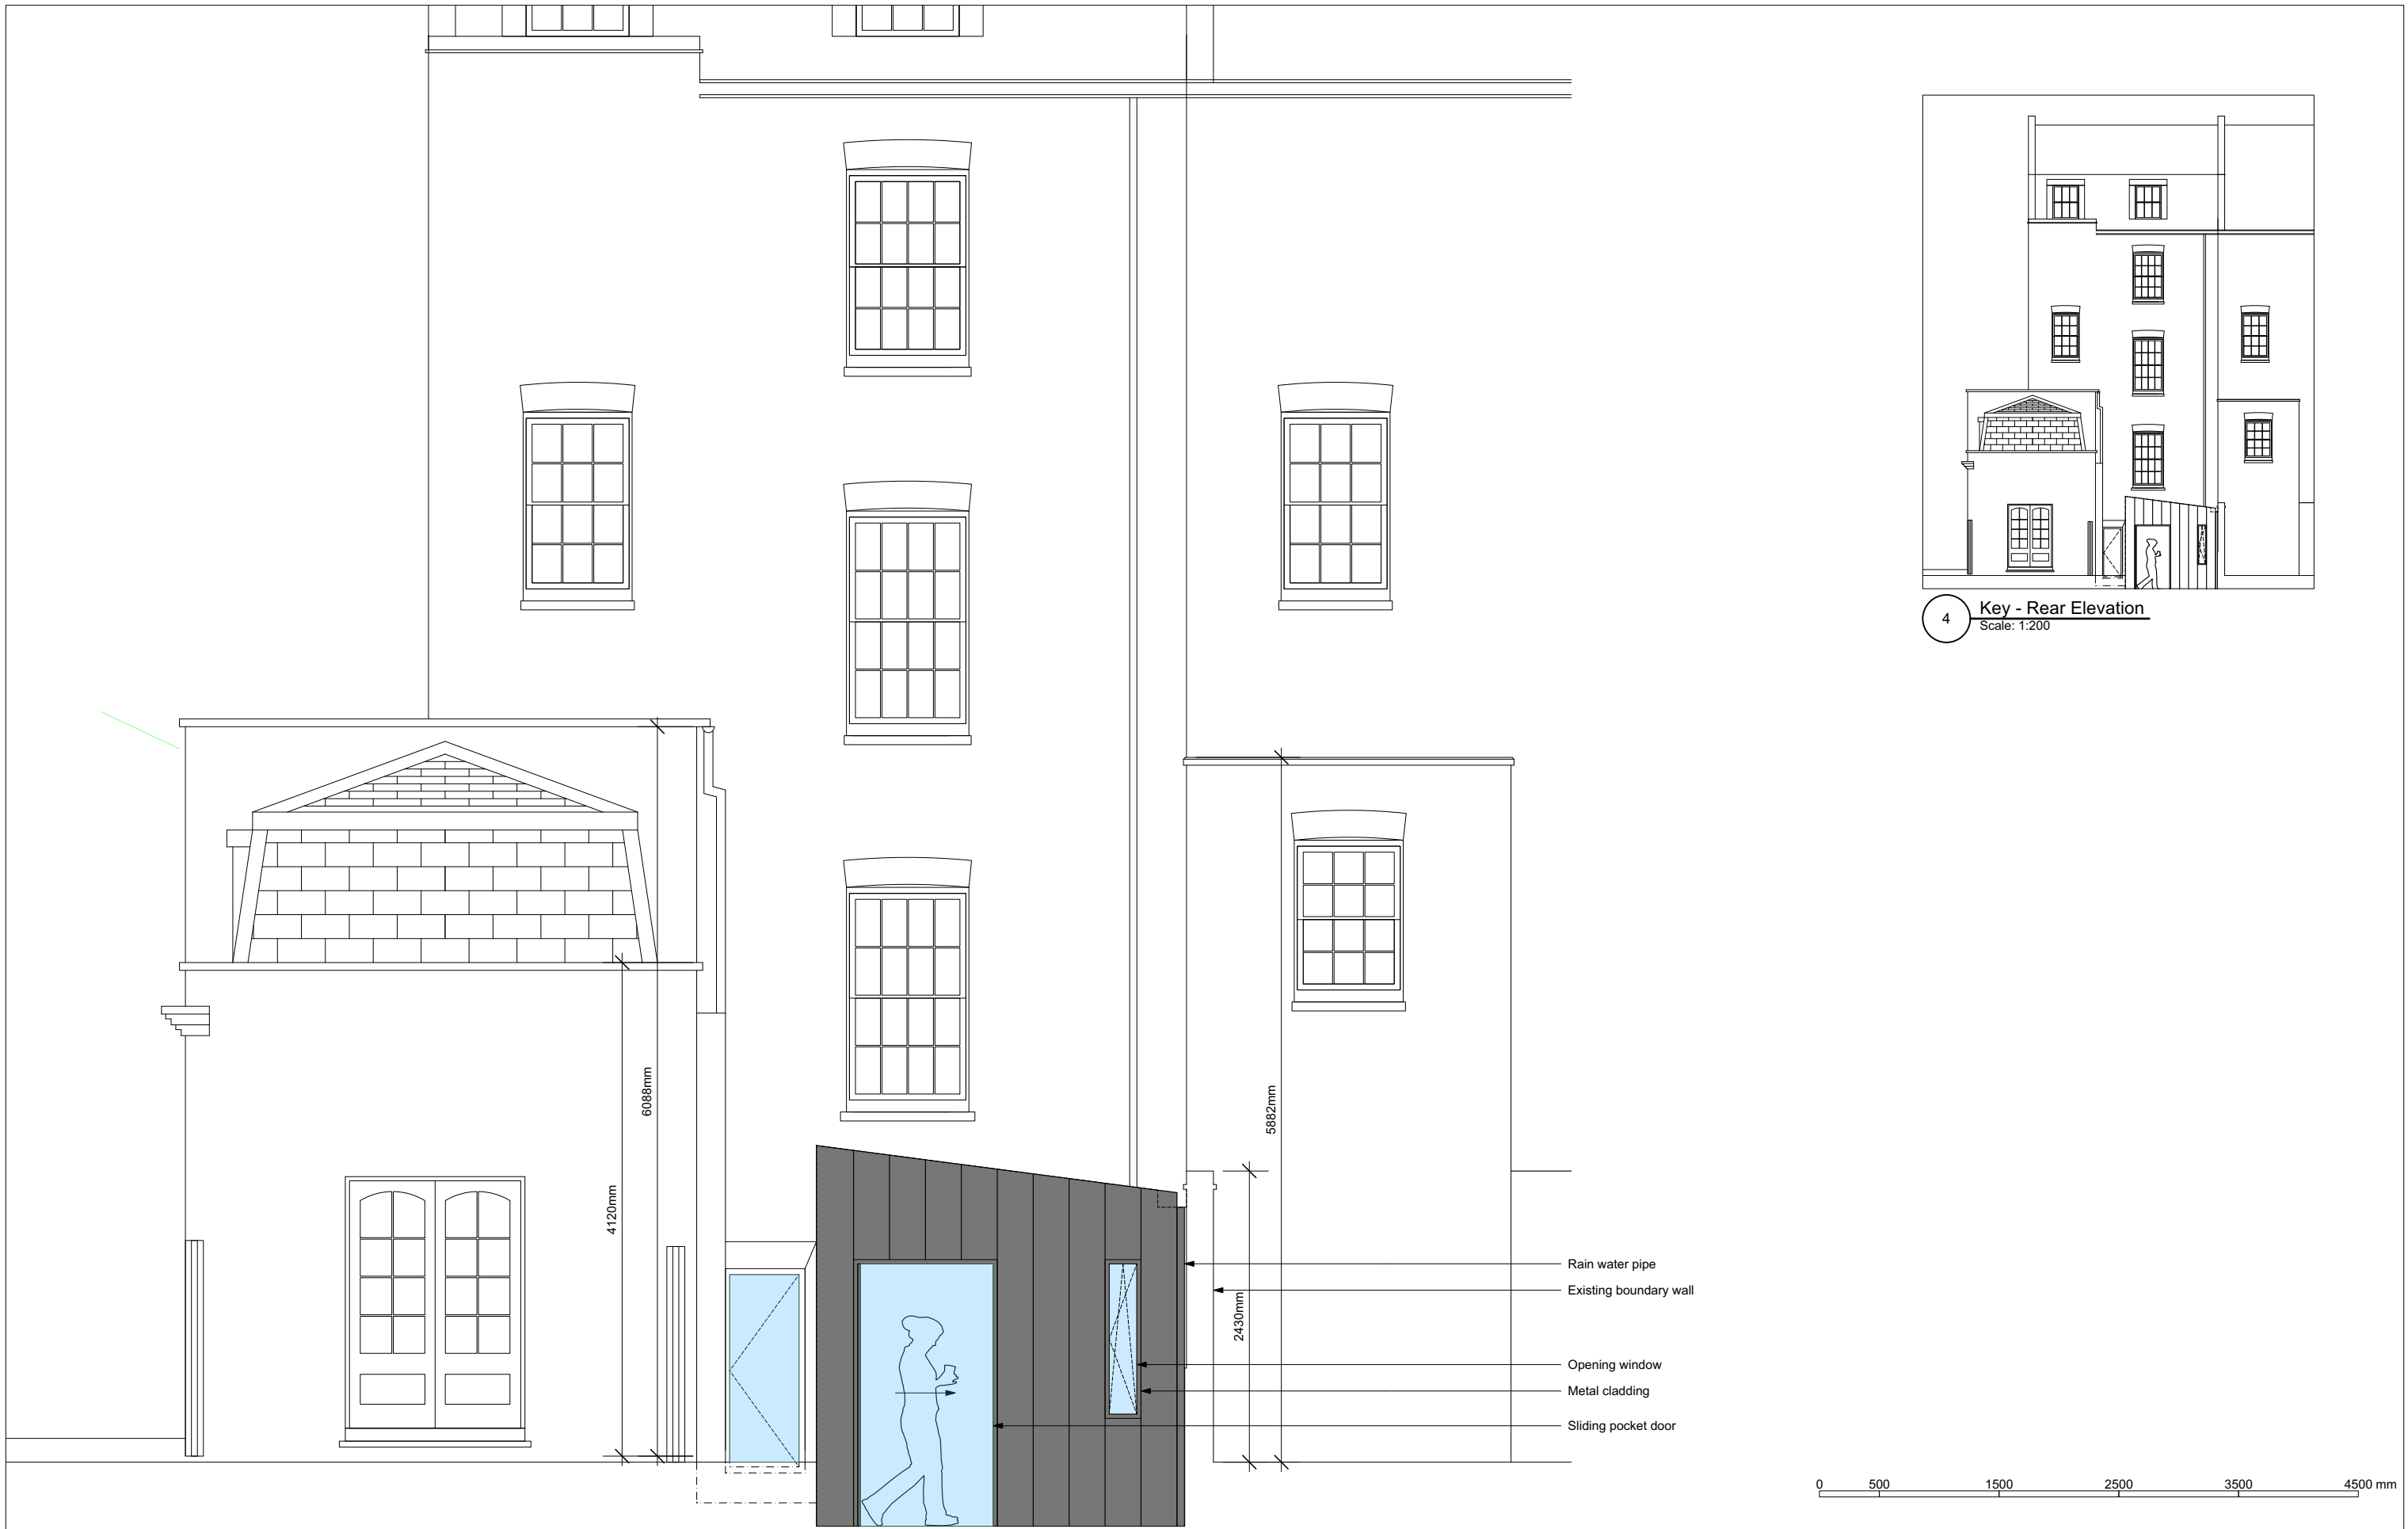 4
Key - Rear Elevation
Scale: 1:200
6088mm
4120mm
5882mm
2430mm
Rain water pipe
Existing boundary wall
Opening window
Metal cladding
Sliding pocket door
0 500 1500 2500 3500 4500 mm